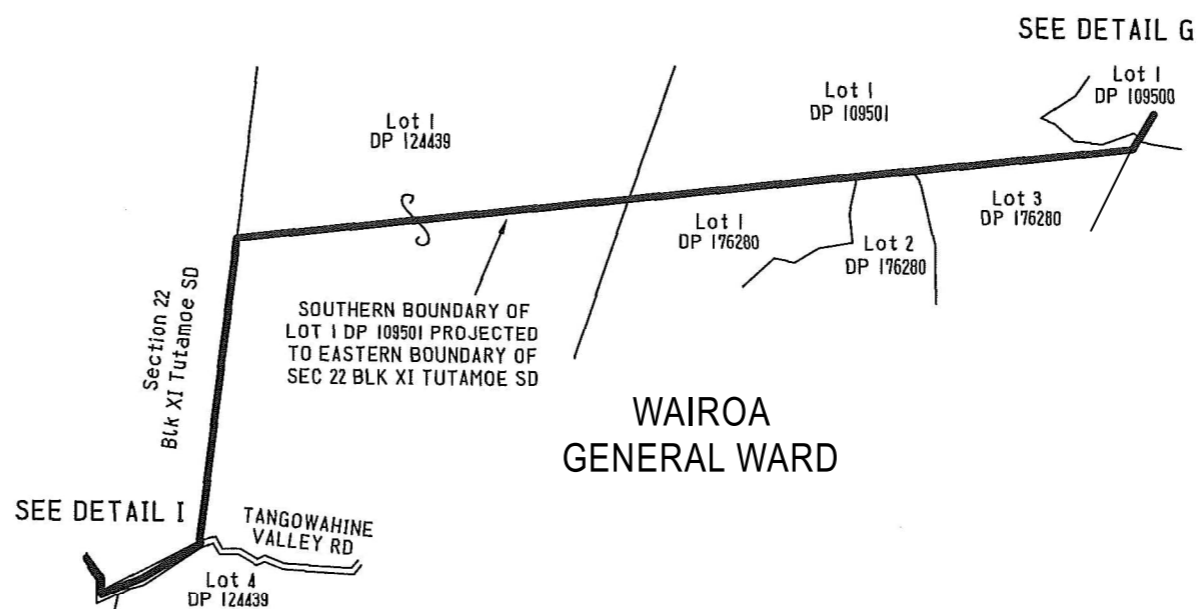 SEE DETAIL G
Lot 1
DP 109500
Lot 1
DP 109501
Lot 1
DP 124439
Lot 3
DP 176280
Lot 1
DP 176280
Lot 2
DP 176280
SOUTHERN BOUNDARY OF
LOT 1 DP 109501 PROJECTED
TO EASTERN BOUNDARY OF
SEC 22 BLK XI TUTAMOE SD
Section 22
Blk XI Tutamoe SD
WAIROA
GENERAL WARD
SEE DETAIL I
TANGOWAHINE
VALLEY RD
Lot 4
DP 124439